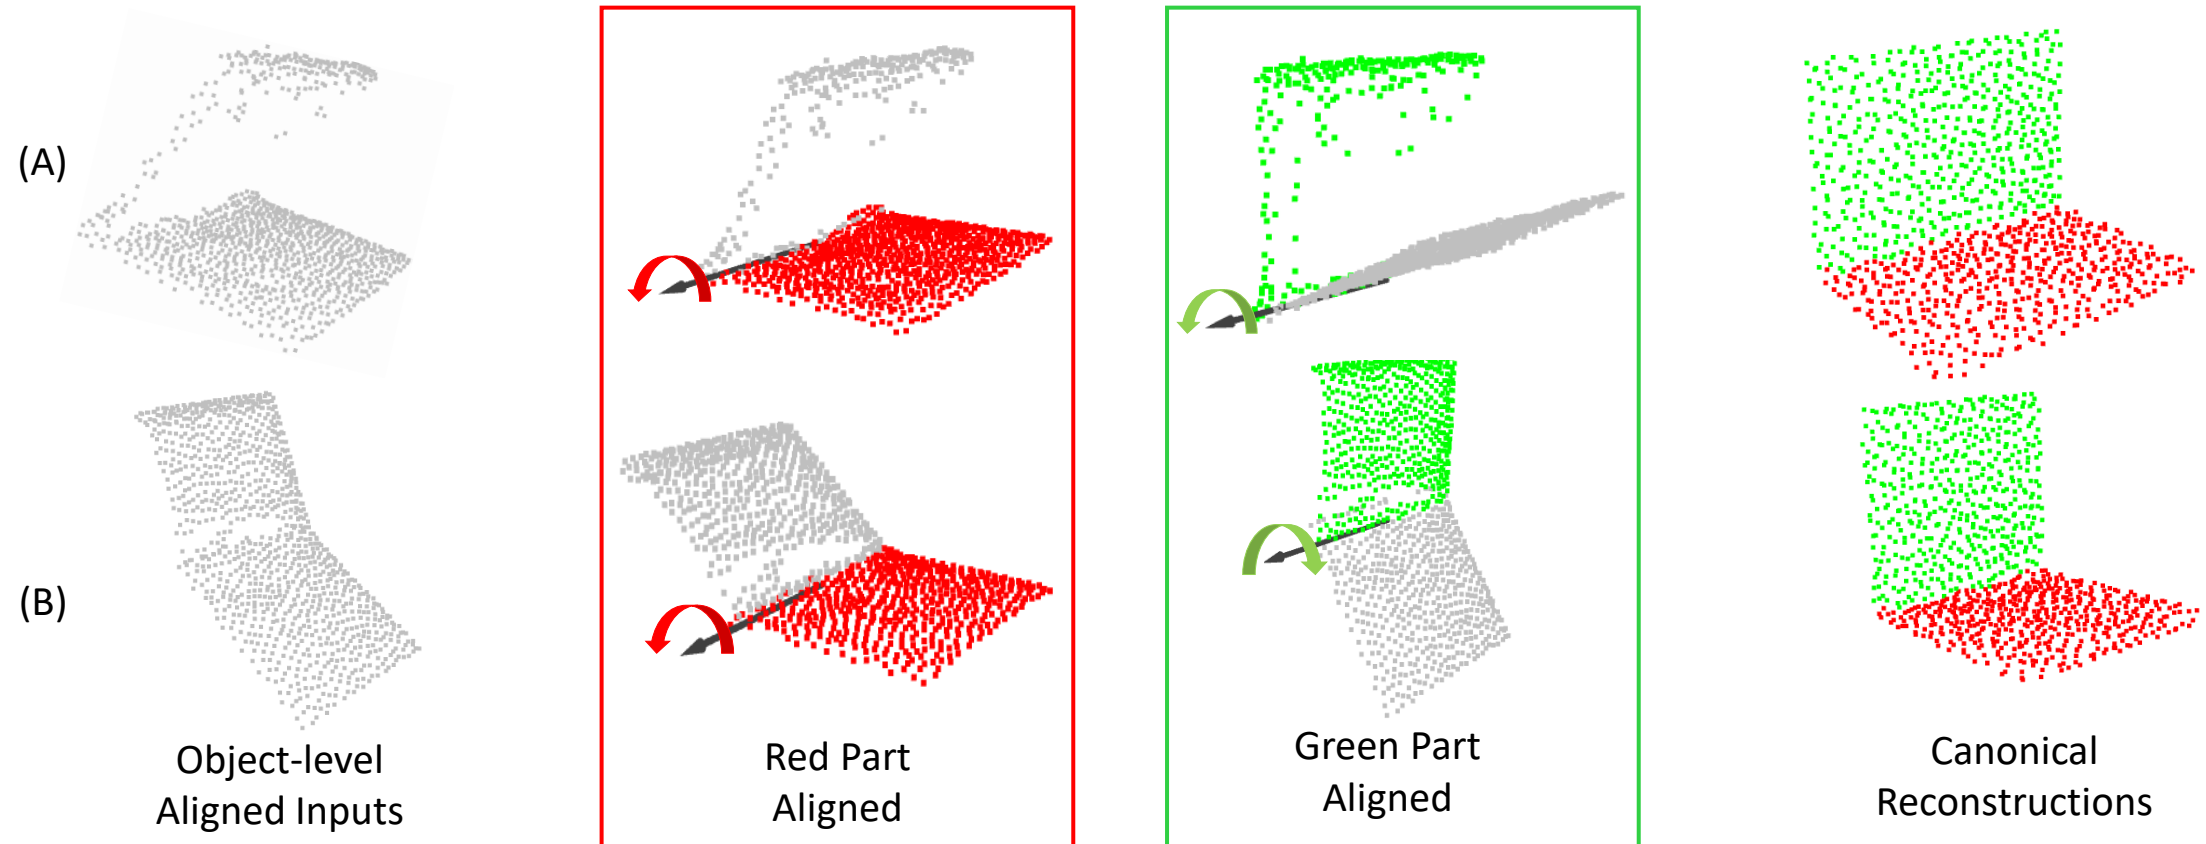 (A)
(B)
Object-level
Aligned Inputs
Red Part
Aligned
Green Part
Aligned
Canonical
Reconstructions